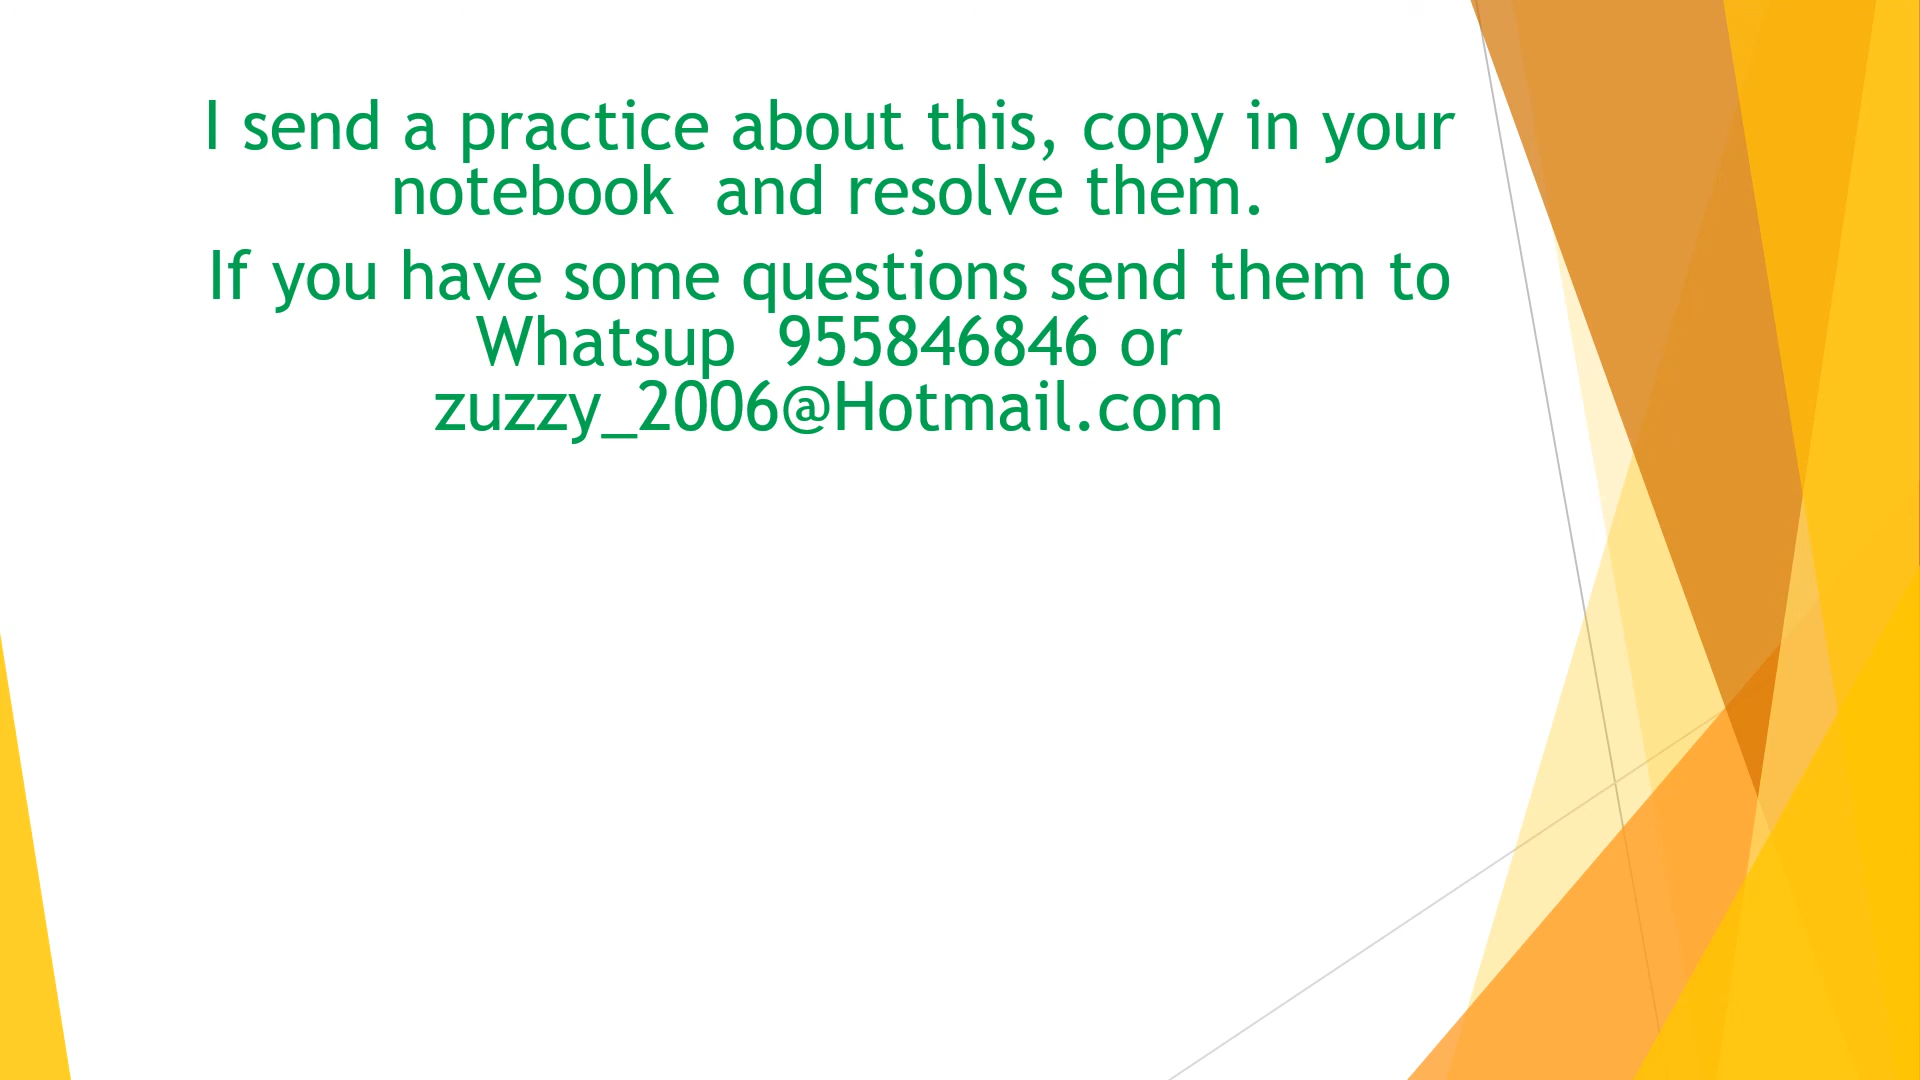 I send a practice about this, copy in your
notebook  and resolve them.
If you have some questions send them to
Whatsup  955846846 or
zuzzy_2006@Hotmail.com